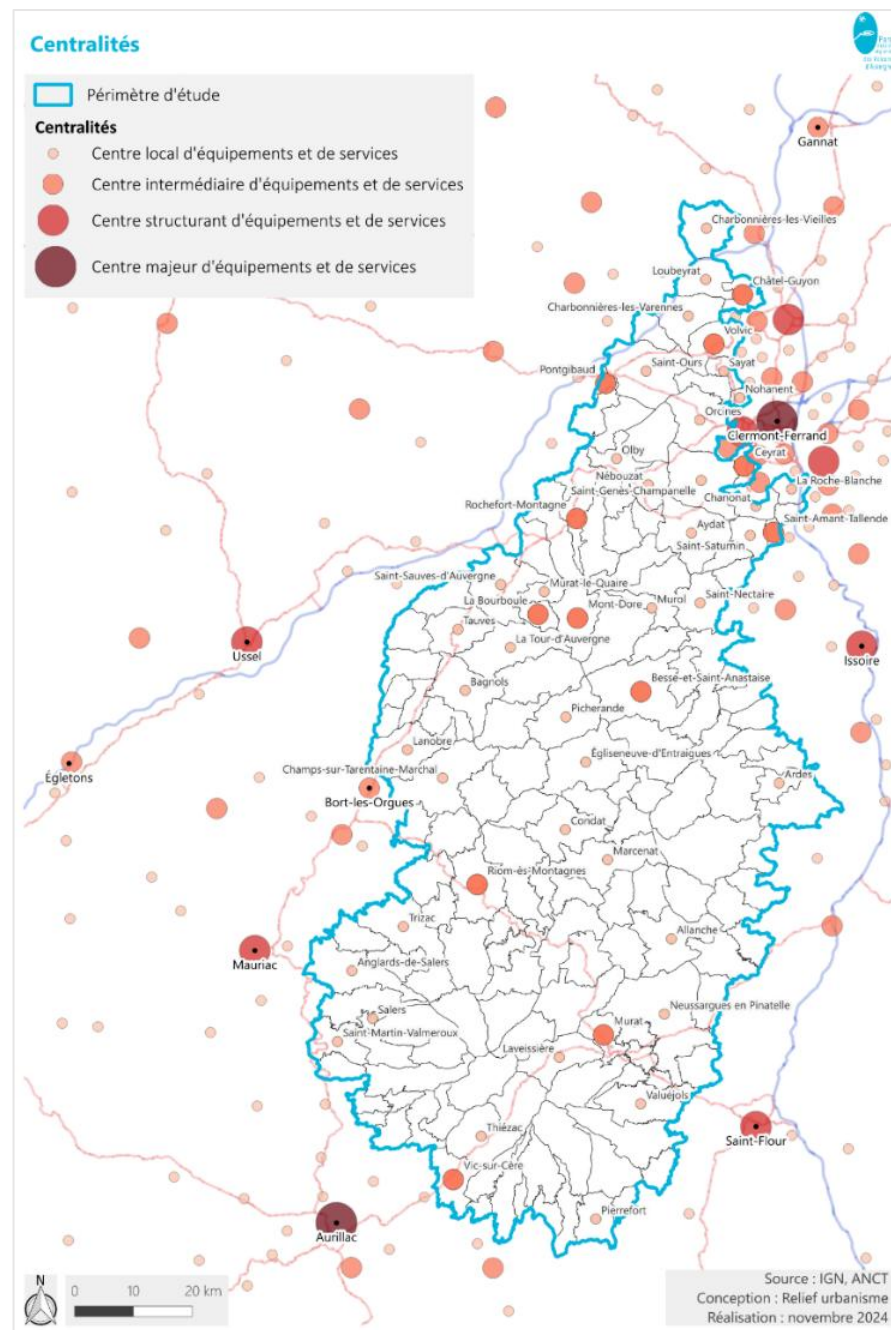 Centralités
Périmètre d'étude
Centralités
Centre local d'équipements et de services
Centre intermédiaire d'équipements et de services
Centre structurant d'équipements et de services
Centre majeur d'équipements et de services
Gannat
Charbonnières-les-Vieilles
Loubeyrat
Châtel-Guyon
Charbonnières-les-Varennes
Volvic
Saint-Ours
Sayat
Pontgibaud
Nohanent
Orcines
Clermont-Ferrand
Olby
Ceyrat
Nébouzat
La Roche-Blanche
Saint-Genès-Champanelle
Chanonat
Rochefort-Montagne
Saint-Amant-Tallende
Aydat
Saint-Saturnin
Saint-Sauves-d'Auvergne
Murat-le-Quaire
La Bourboule
Mont-Dore
Murol
Saint-Nectaire
Tauves
La Tour-d'Auvergne
Ussel
Issoire
Bagnols
Besse-et-Saint-Anastaise
Picherande
Lanobre
Égliseneuve-d'Entraigues
Champs-sur-Tarentaine-Marchal
Égletons
Ardes
Bort-les-Orgues
Condat
Marcenat
Riom-ès-Montagnes
Trizac
Allanche
Mauriac
Anglards-de-Salers
Salers
Neussargues en Pinatelle
Murat
Saint-Martin-Valmeroux
Laveissière
Valuéjols
Thiézac
Saint-Flour
Vic-sur-Cère
Pierrefort
Aurillac
N
0 10 20 km
Source : IGN, ANCT
Conception : Relief urbanisme
Réalisation : novembre 2024